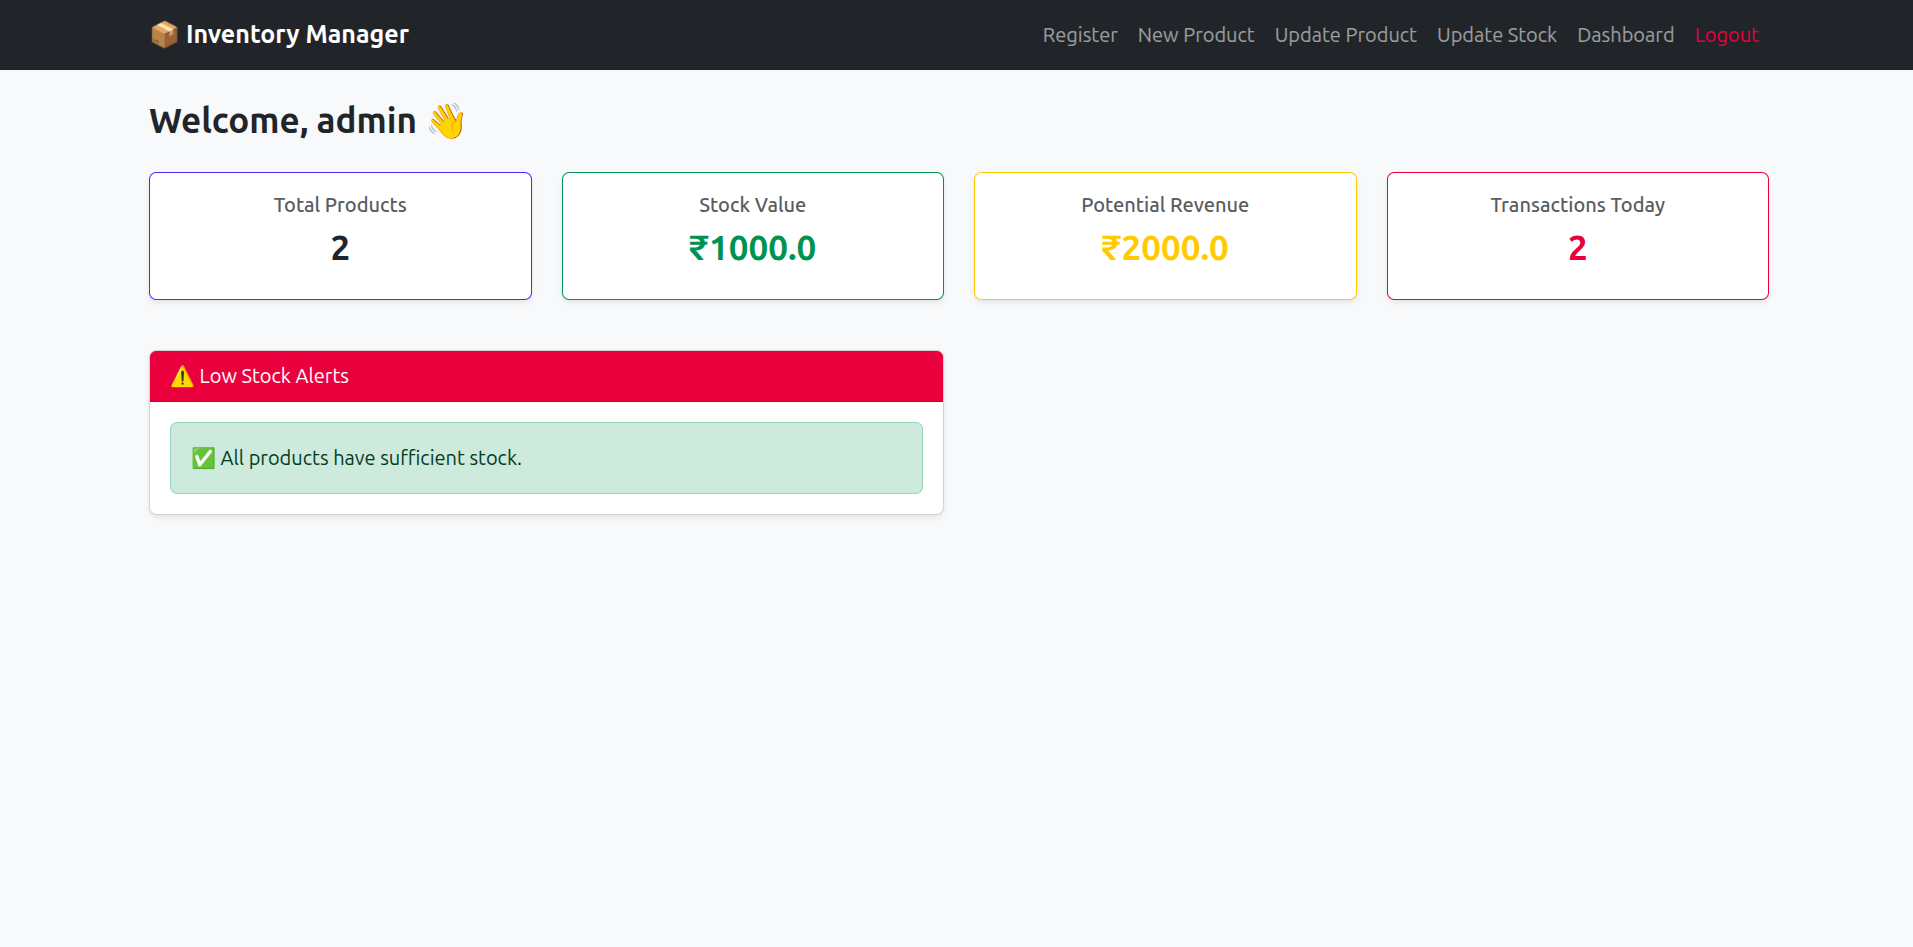 📦 Inventory Manager
Register New Product Update Product Update Stock Dashboard Logout
Welcome, admin 👋
Total Products
2
Stock Value
₹1000.0
Potential Revenue
₹2000.0
Transactions Today
2
⚠️ Low Stock Alerts
✅ All products have sufficient stock.